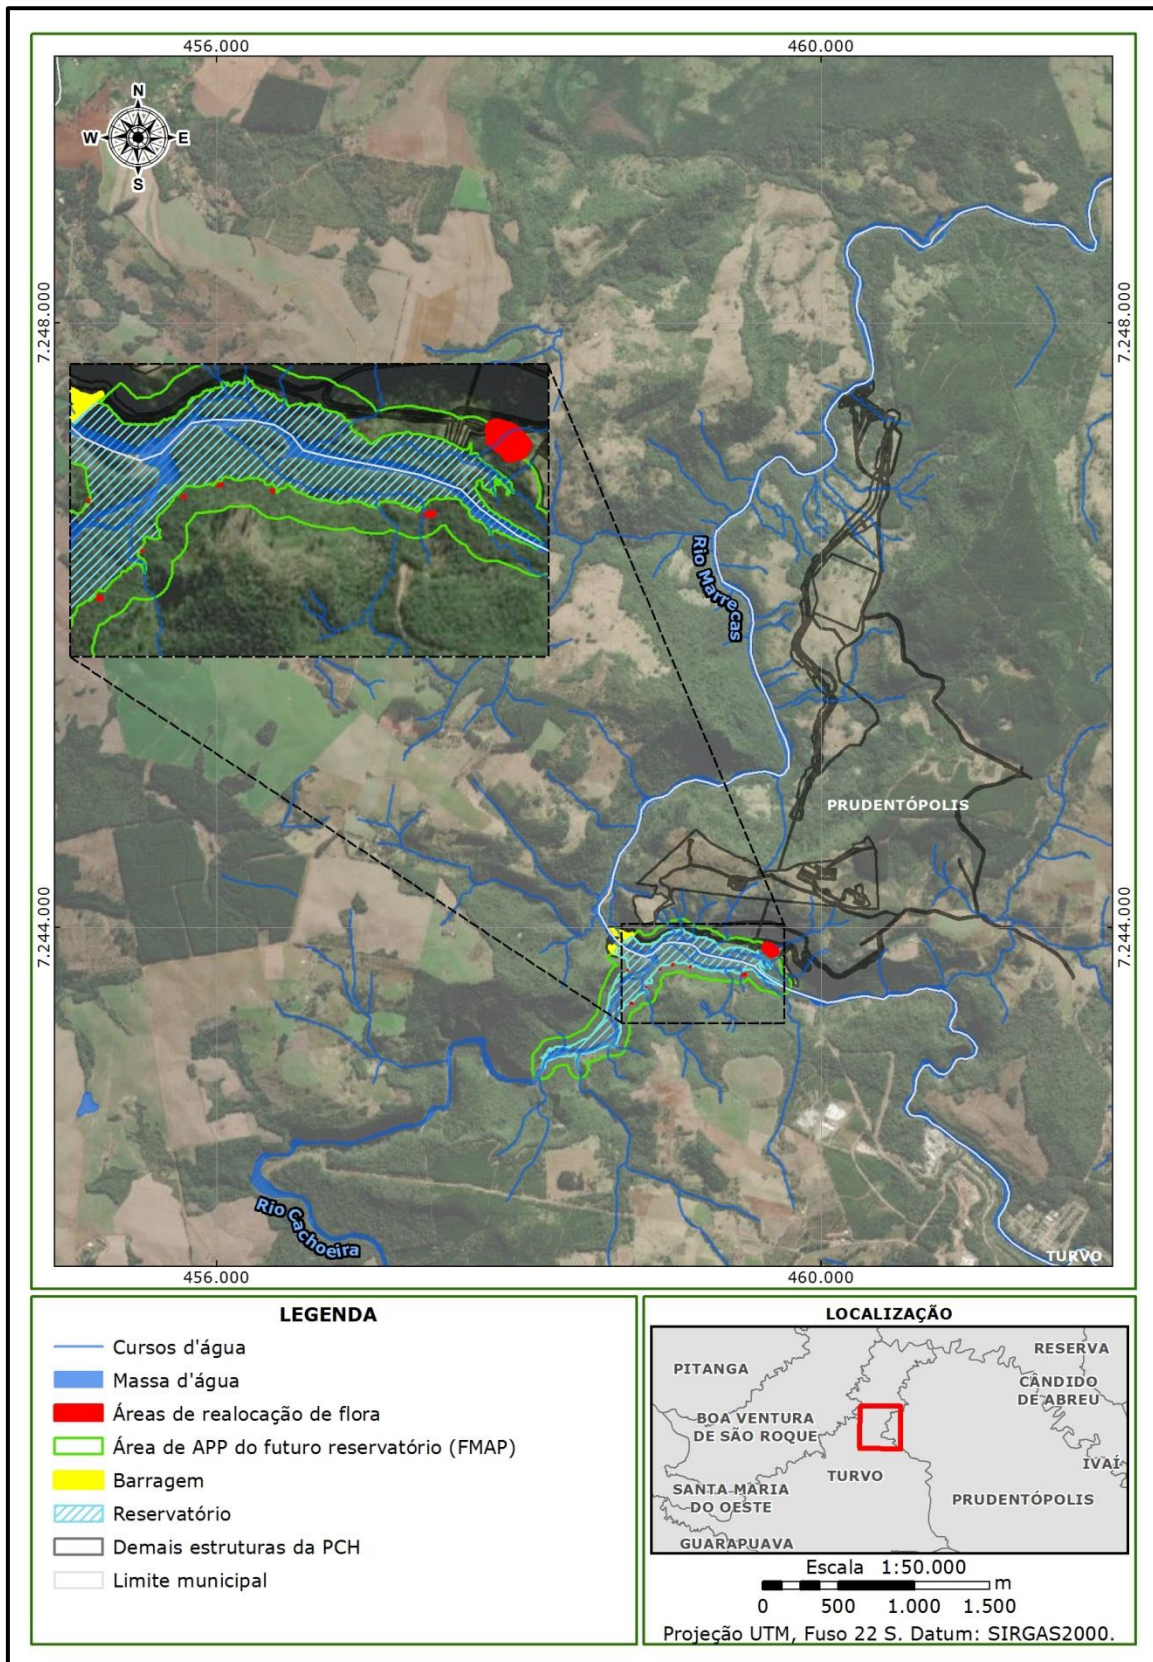 456.000
460.000
N
W
E
S
7.248.000
7.248.000
Rio Marrecas
PRUDENTÓPOLIS
7.244.000
7.244.000
Rio Cachoeira
TURVO
456.000
460.000
LEGENDA
Cursos d'água
Massa d'água
Áreas de realocação de flora
Área de APP do futuro reservatório (FMAP)
Barragem
Reservatório
Demais estruturas da PCH
Limite municipal
LOCALIZAÇÃO
RESERVA
PITANGA
CÂNDIDO
DE ABREU
BOA VENTURA
DE SÃO ROQUE
IVAÍ
TURVO
SANTA MARIA
DO OESTE
PRUDENTÓPOLIS
GUARAPUAVA
Escala 1:50.000
m
0 500 1.000 1.500
Projeção UTM, Fuso 22 S. Datum: SIRGAS2000.